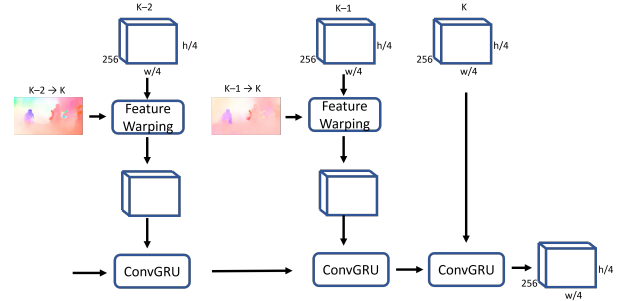 K–2
K–1
K
h/4
h/4
h/4
256
256
256
w/4
w/4
w/4
K–2 → K
K–1 → K
Feature
Warping
Feature
Warping
ConvGRU
ConvGRU
ConvGRU
h/4
256
w/4